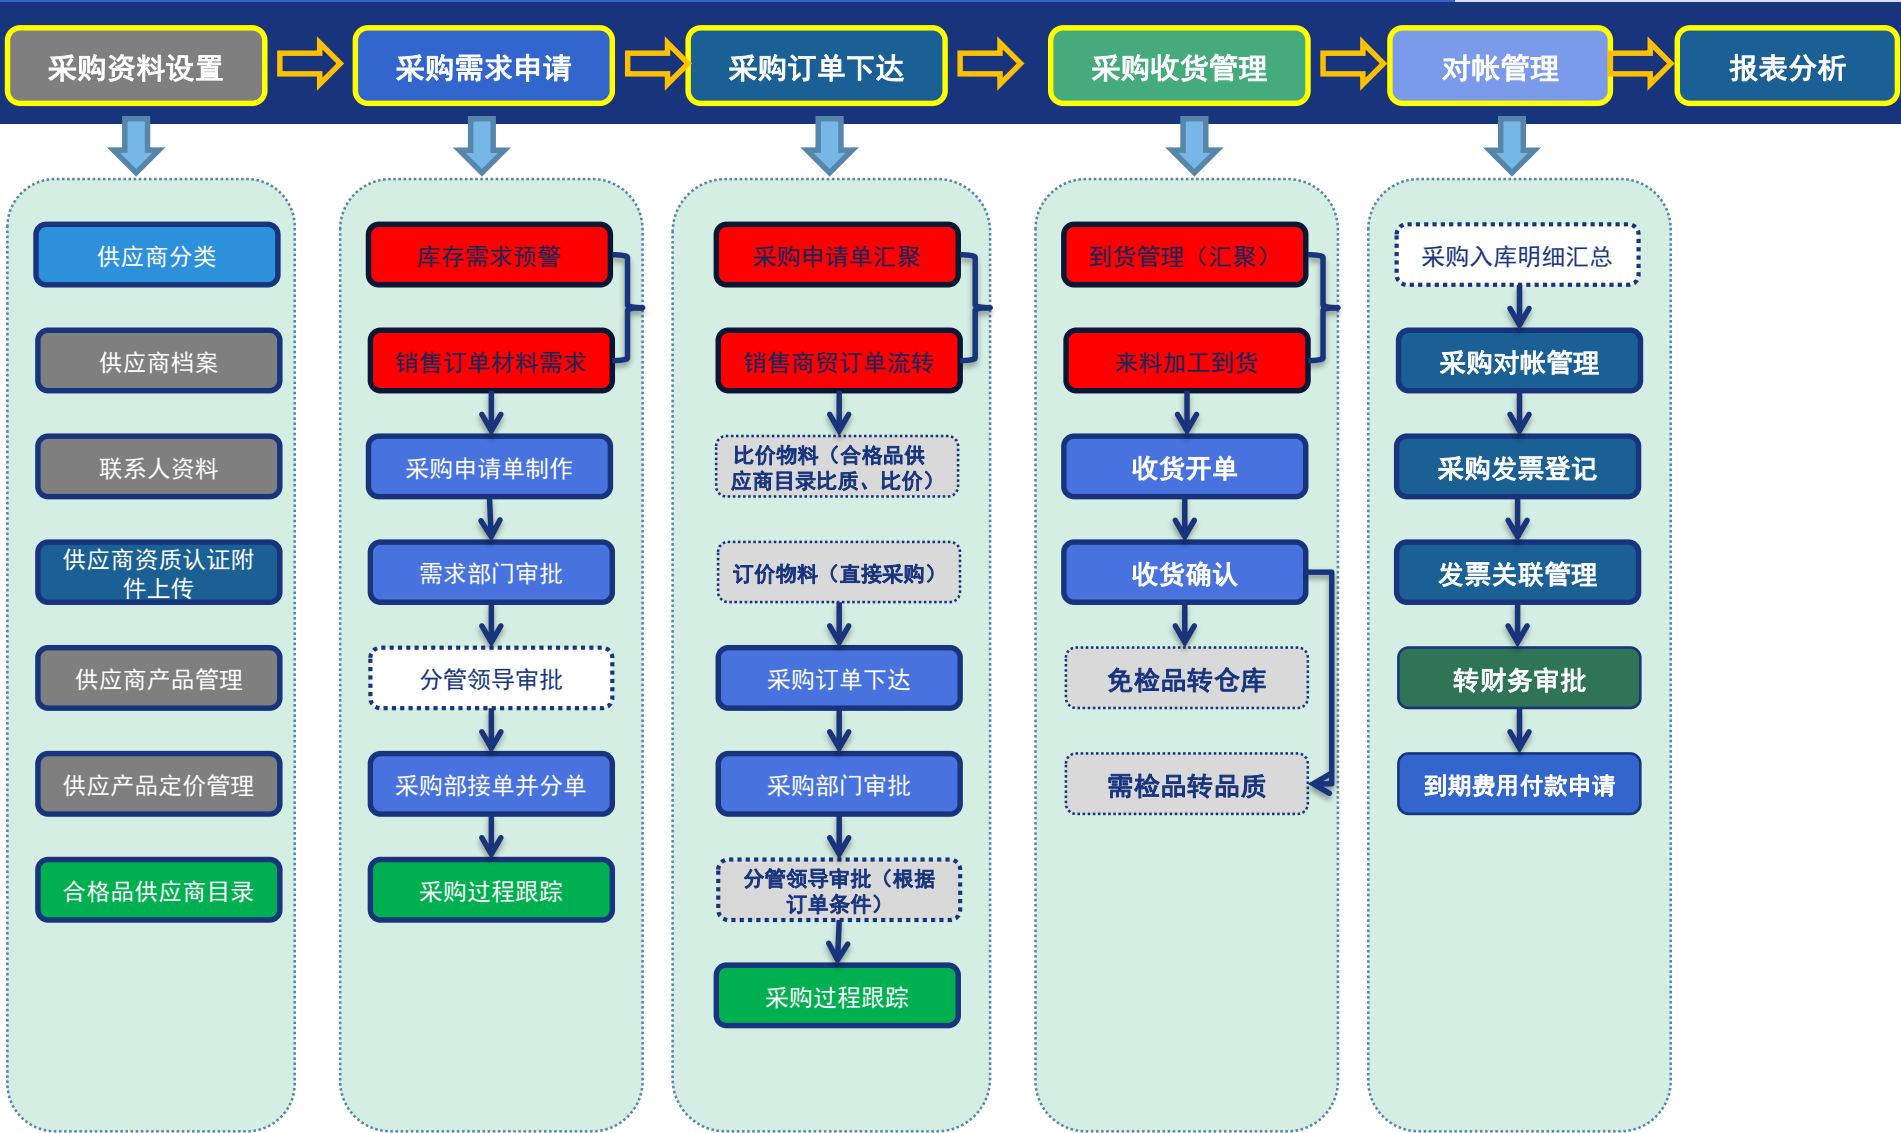 采购资料设置
采购需求申请
采购订单下达
采购收货管理
对帐管理
报表分析
供应商分类
供应商档案
联系人资料
供应商资质认证附
件上传
供应商产品管理
供应产品定价管理
合格品供应商目录
库存需求预警
销售订单材料需求
采购申请单制作
需求部门审批
分管领导审批
采购部接单并分单
采购过程跟踪
采购申请单汇聚
销售商贸订单流转
比价物料（合格品供
应商目录比质、比价）
订价物料（直接采购）
采购订单下达
采购部门审批
分管领导审批（根据
订单条件）
采购过程跟踪
到货管理（汇聚）
来料加工到货
收货开单
收货确认
免检品转仓库
需检品转品质
采购入库明细汇总
采购对帐管理
采购发票登记
发票关联管理
转财务审批
到期费用付款申请